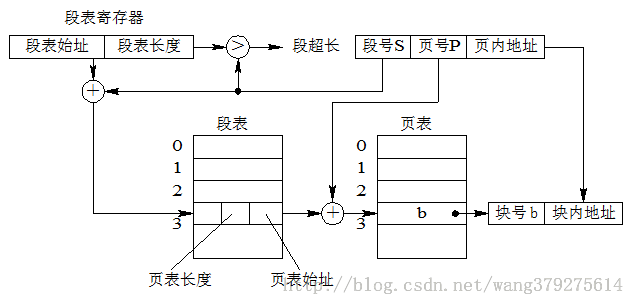 段表寄存器
段表始址 段表长度 > 段超长 段号S 页号P 页内地址
+
段表 页表
0 0
1 1
2 2
3 + 3 b 块号b 块内地址
页表长度 页表始址
http://blog.csdn.net/wang379275614